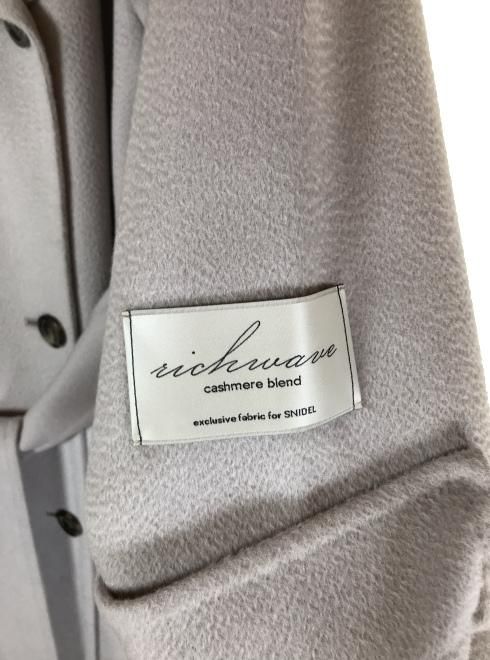 richwave
cashmere blend
exclusive fabric for SNIDEL